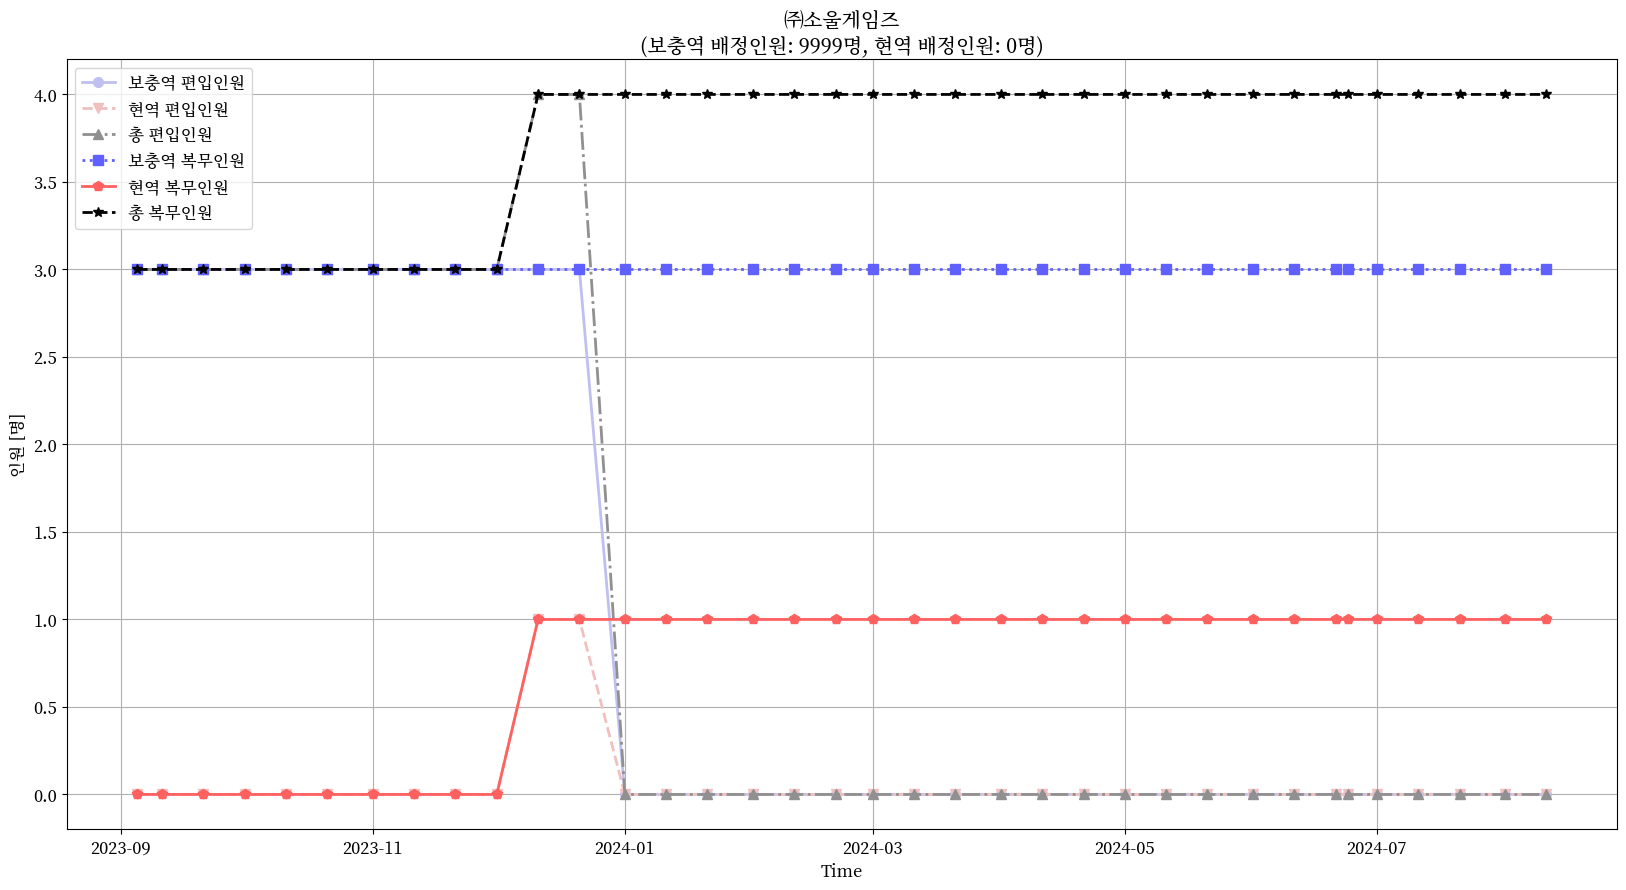 ㈜소울게임즈
(보충역 배정인원: 9999명, 현역 배정인원: 0명)
보충역 편입인원
현역 편입인원
총 편입인원
보충역 복무인원
현역 복무인원
총 복무인원
4.0
3.5
3.0
2.5
2.0
1.5
1.0
0.5
0.0
인원 [명]
2023-09
2023-11
2024-01
2024-03
2024-05
2024-07
Time